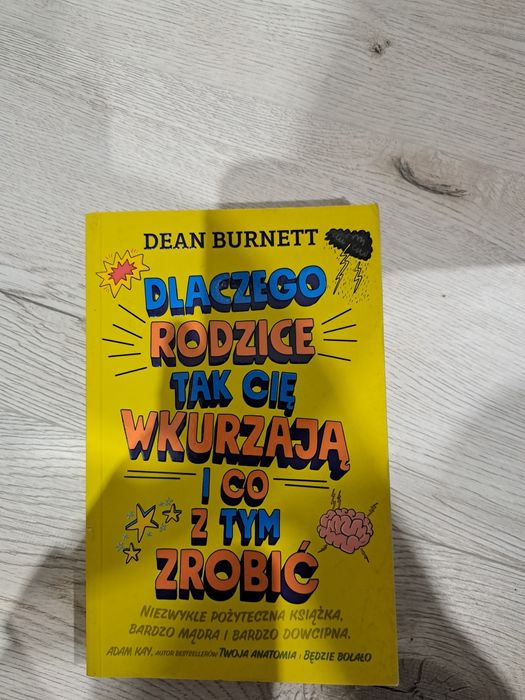 DEAN BURNETT
DLACZEGO
RODZICE
TAK CIĘ
WKURZAJĄ
I CO
Z TYM
ZROBIĆ
NIEZWYKLE POŻYTECZNA KSIĄŻKA,
BARDZO MĄDRA I BARDZO DOWCIPNA.
ADAM KAY, AUTOR BESTSELLERÓW TWOJA ANATOMIA I BĘDZIE BOLAŁO